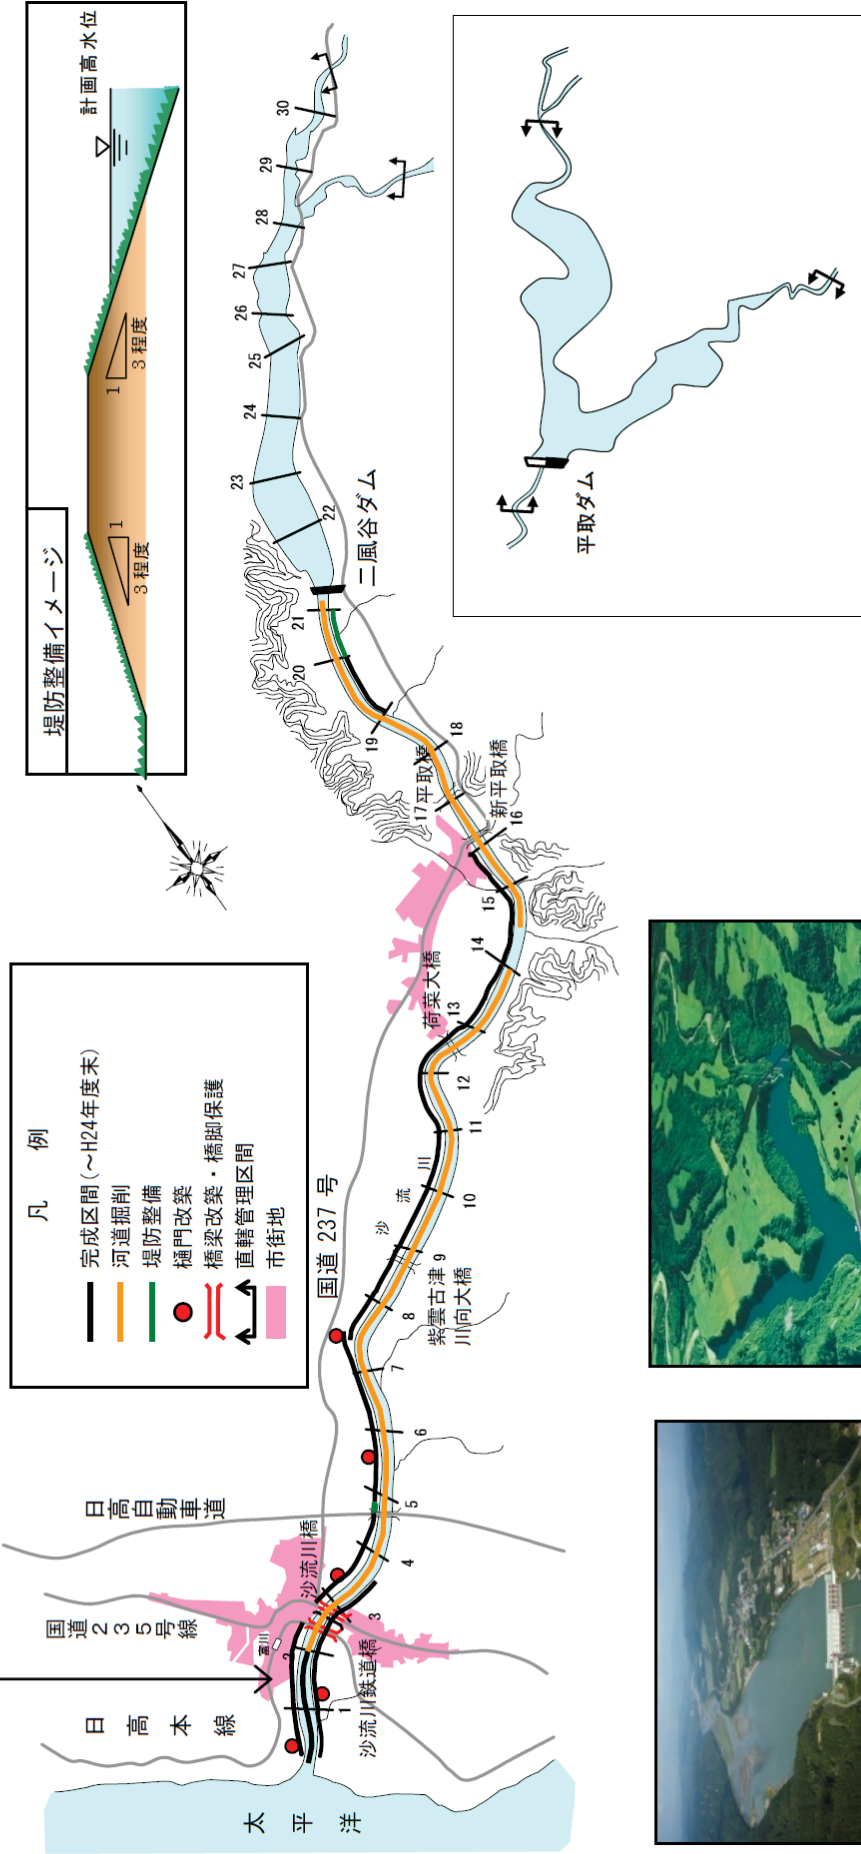 堤防整備イメージ
計画高水位
1
3程度
1
3程度
凡 例
完成区間(～H24年度末)
河道掘削
堤防整備
樋門改築
橋梁改築・橋脚保護
直轄管理区間
市街地
太平洋
日高本線
国道235号線
日高自動車道
国道 237 号
富川
沙流川鉄道橋
沙流川橋
沙流川
紫雲古津
川向大橋
荷菜大橋
平取橋
新平取橋
二風谷ダム
平取ダム
1
2
3
4
5
6
7
8
9
10
11
12
13
14
15
16
17
18
19
20
21
22
23
24
25
26
27
28
29
30